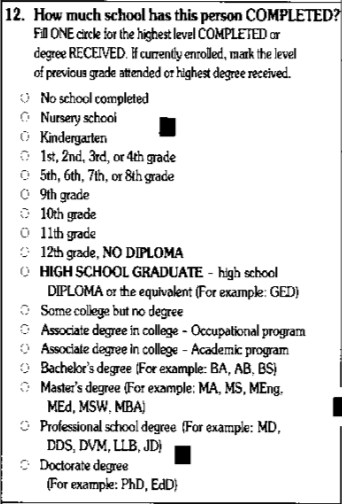 12. How much school has this person COMPLETED?
Fill ONE circle for the highest level COMPLETED or
degree RECEIVED. If currently enrolled, mark the level
of previous grade attended or highest degree received.
No school completed
Nursery school
Kindergarten
1st, 2nd, 3rd, or 4th grade
5th, 6th, 7th, or 8th grade
9th grade
10th grade
11th grade
12th grade, NO DIPLOMA
HIGH SCHOOL GRADUATE - high school
DIPLOMA or the equivalent (For example: GED)
Some college but no degree
Associate degree in college - Occupational program
Associate degree in college - Academic program
Bachelor's degree (For example: BA, AB, BS)
Master's degree (For example: MA, MS, MEng,
MEd, MSW, MBA)
Professional school degree (For example: MD,
DDS, DVM, LLB, JD)
Doctorate degree
(For example: PhD, EdD)